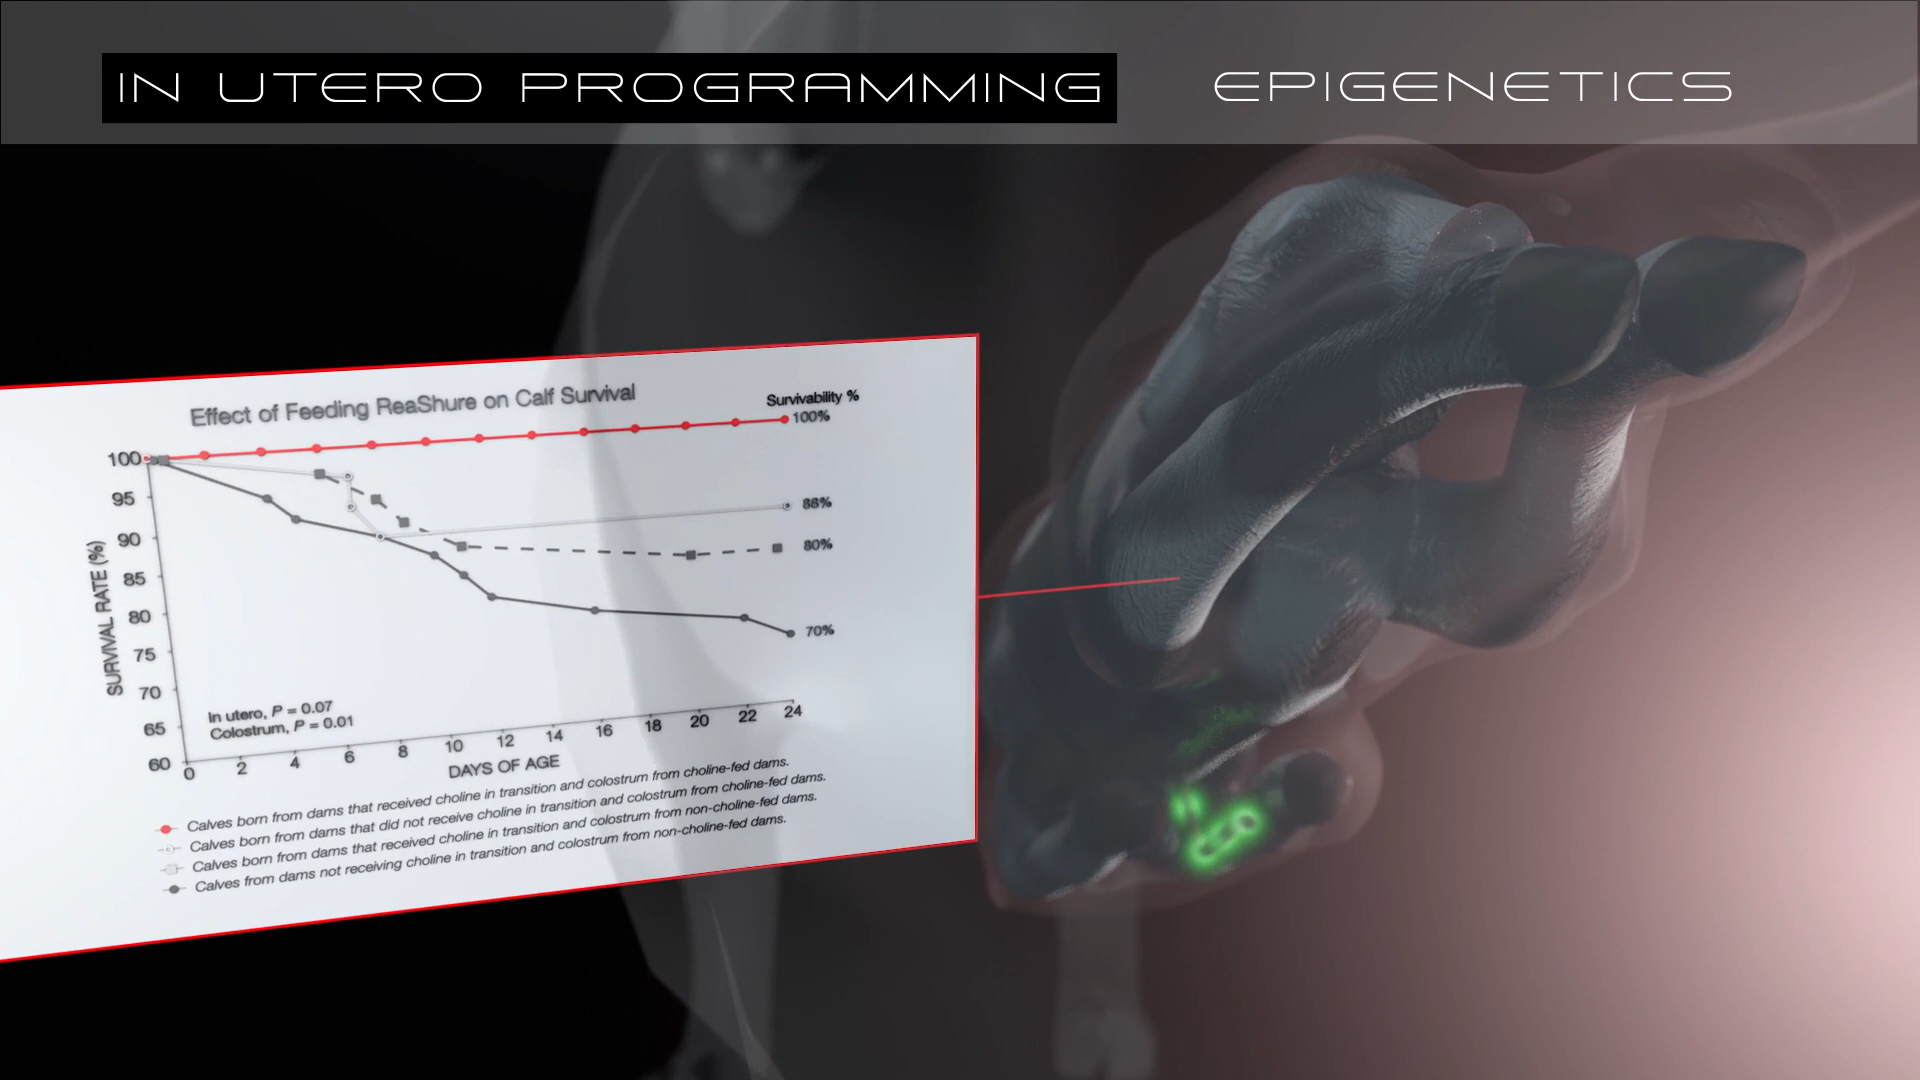 IN UTERO PROGRAMMING
EPIGENETICS
Effect of Feeding ReaShure on Calf Survival
Survivability %
100%
88%
80%
70%
SURVIVAL RATE (%)
100
95
90
85
80
75
70
65
60
In utero, P = 0.07
Colostrum, P = 0.01
0 2 4 6 8 10 12 14 16 18 20 22 24
DAYS OF AGE
Calves born from dams that received choline in transition and colostrum from choline-fed dams.
Calves born from dams that did not receive choline in transition and colostrum from choline-fed dams.
Calves born from dams that received choline in transition and colostrum from non-choline-fed dams.
Calves from dams not receiving choline in transition and colostrum from non-choline-fed dams.